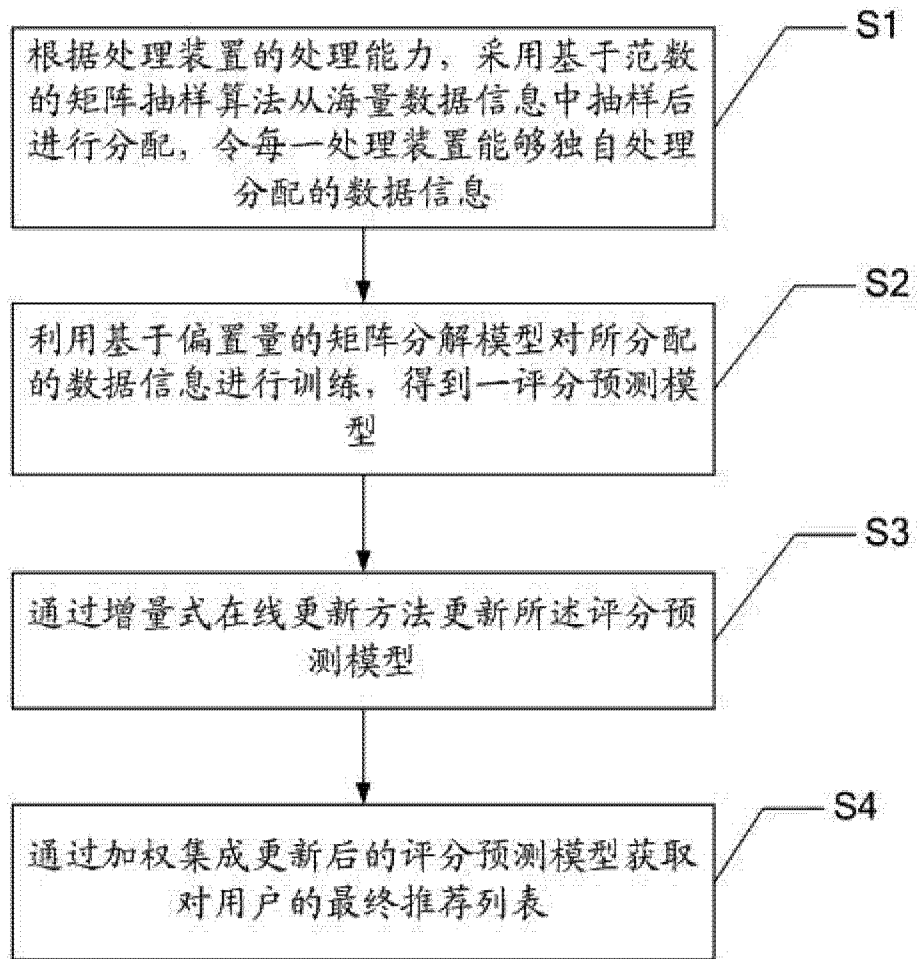 S1
根据处理装置的处理能力，采用基于范数
的矩阵抽样算法从海量数据信息中抽样后
进行分配，令每一处理装置能够独自处理
分配的数据信息
S2
利用基于偏置量的矩阵分解模型对所分配
的数据信息进行训练，得到一评分预测模
型
S3
通过增量式在线更新方法更新所述评分预
测模型
S4
通过加权集成更新后的评分预测模型获取
对用户的最终推荐列表